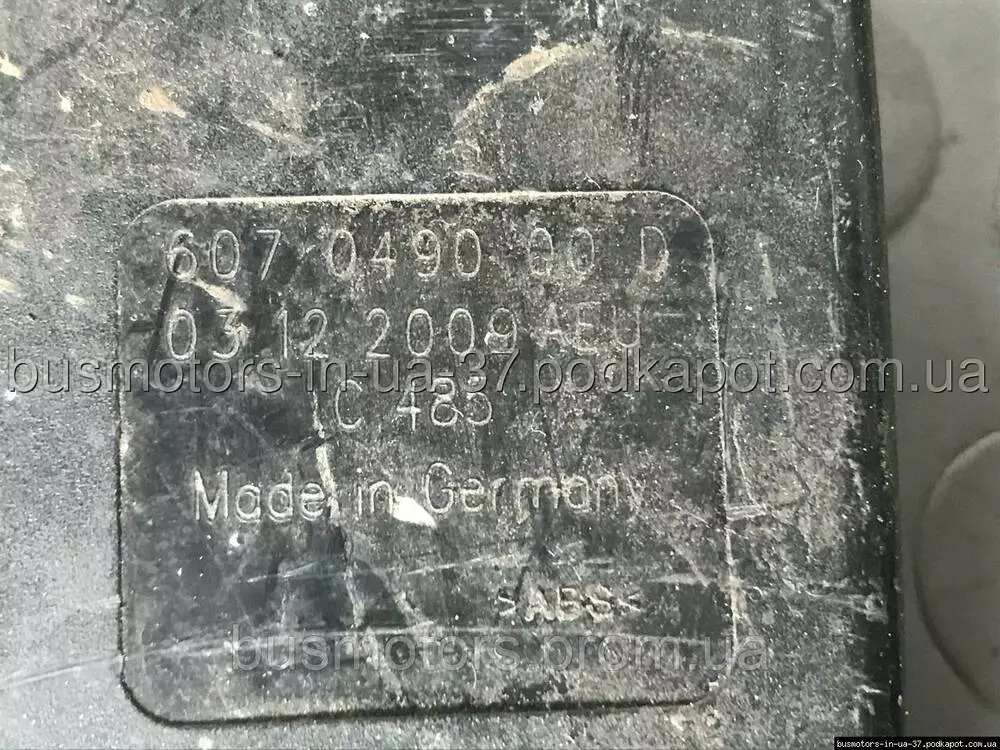 607 0490 00 D
03 12 2009 AEU
busmotors-in-ua-37.podkapot.com.ua
C 485
Made in Germany
>ABS<
busmotors.prom.ua
busmotors-in-ua-37.podkapot.com.ua